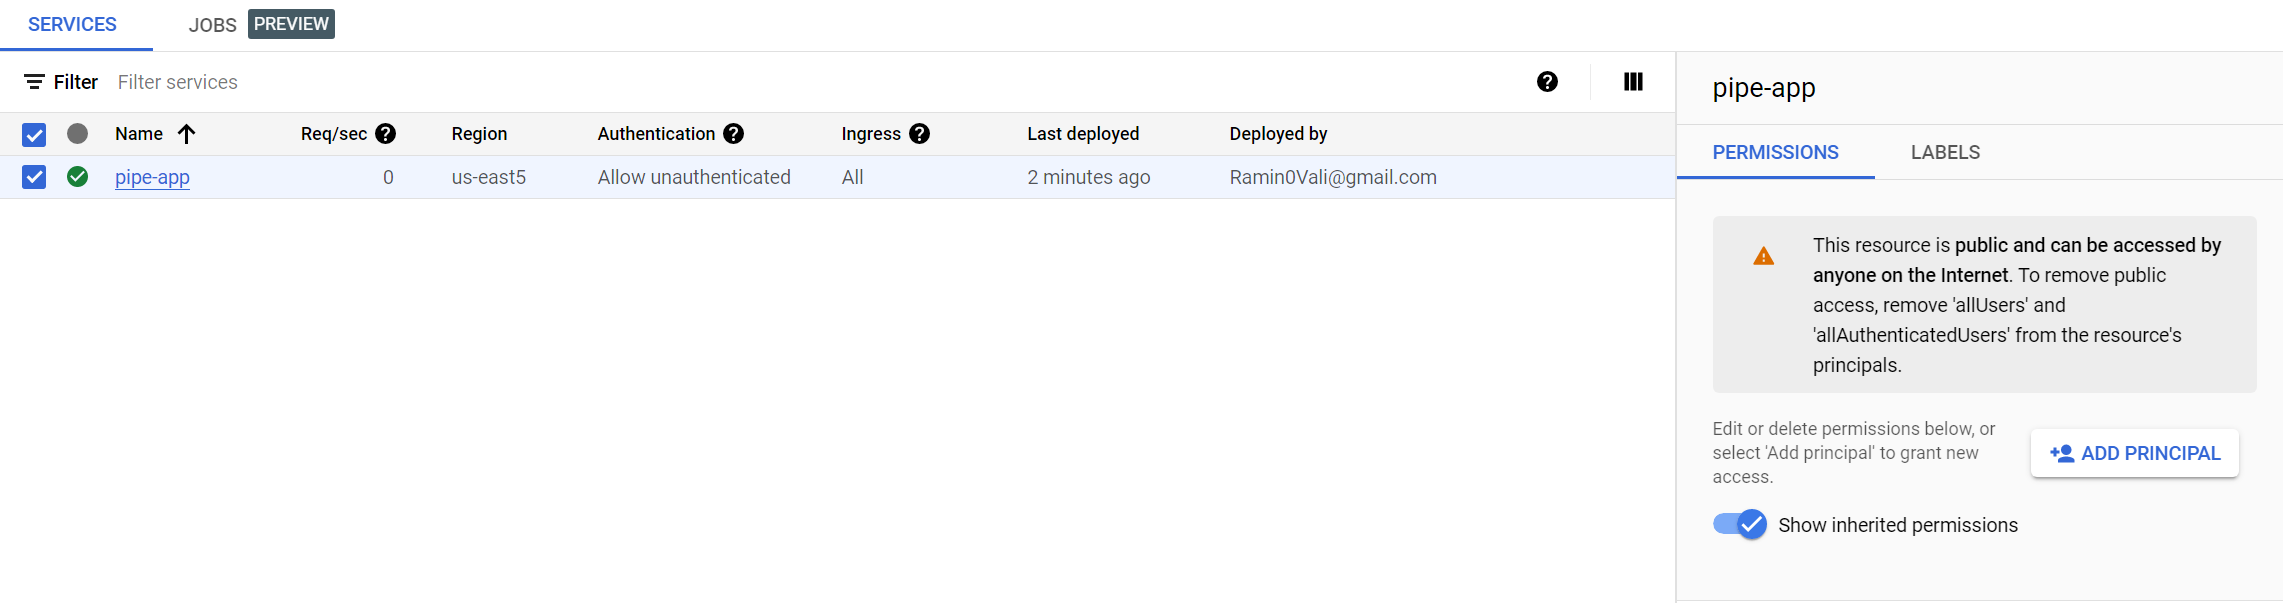 SERVICES JOBS PREVIEW
Filter Filter services
Name Req/sec Region Authentication Ingress Last deployed Deployed by
pipe-app 0 us-east5 Allow unauthenticated All 2 minutes ago Ramin0Vali@gmail.com
pipe-app
PERMISSIONS LABELS
This resource is public and can be accessed by
anyone on the Internet. To remove public
access, remove 'allUsers' and
'allAuthenticatedUsers' from the resource's
principals.
Edit or delete permissions below, or
select 'Add principal' to grant new
access.
ADD PRINCIPAL
Show inherited permissions